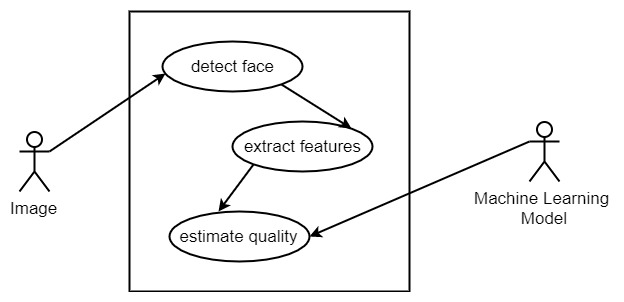 detect face
extract features
estimate quality
Image
Machine Learning
Model